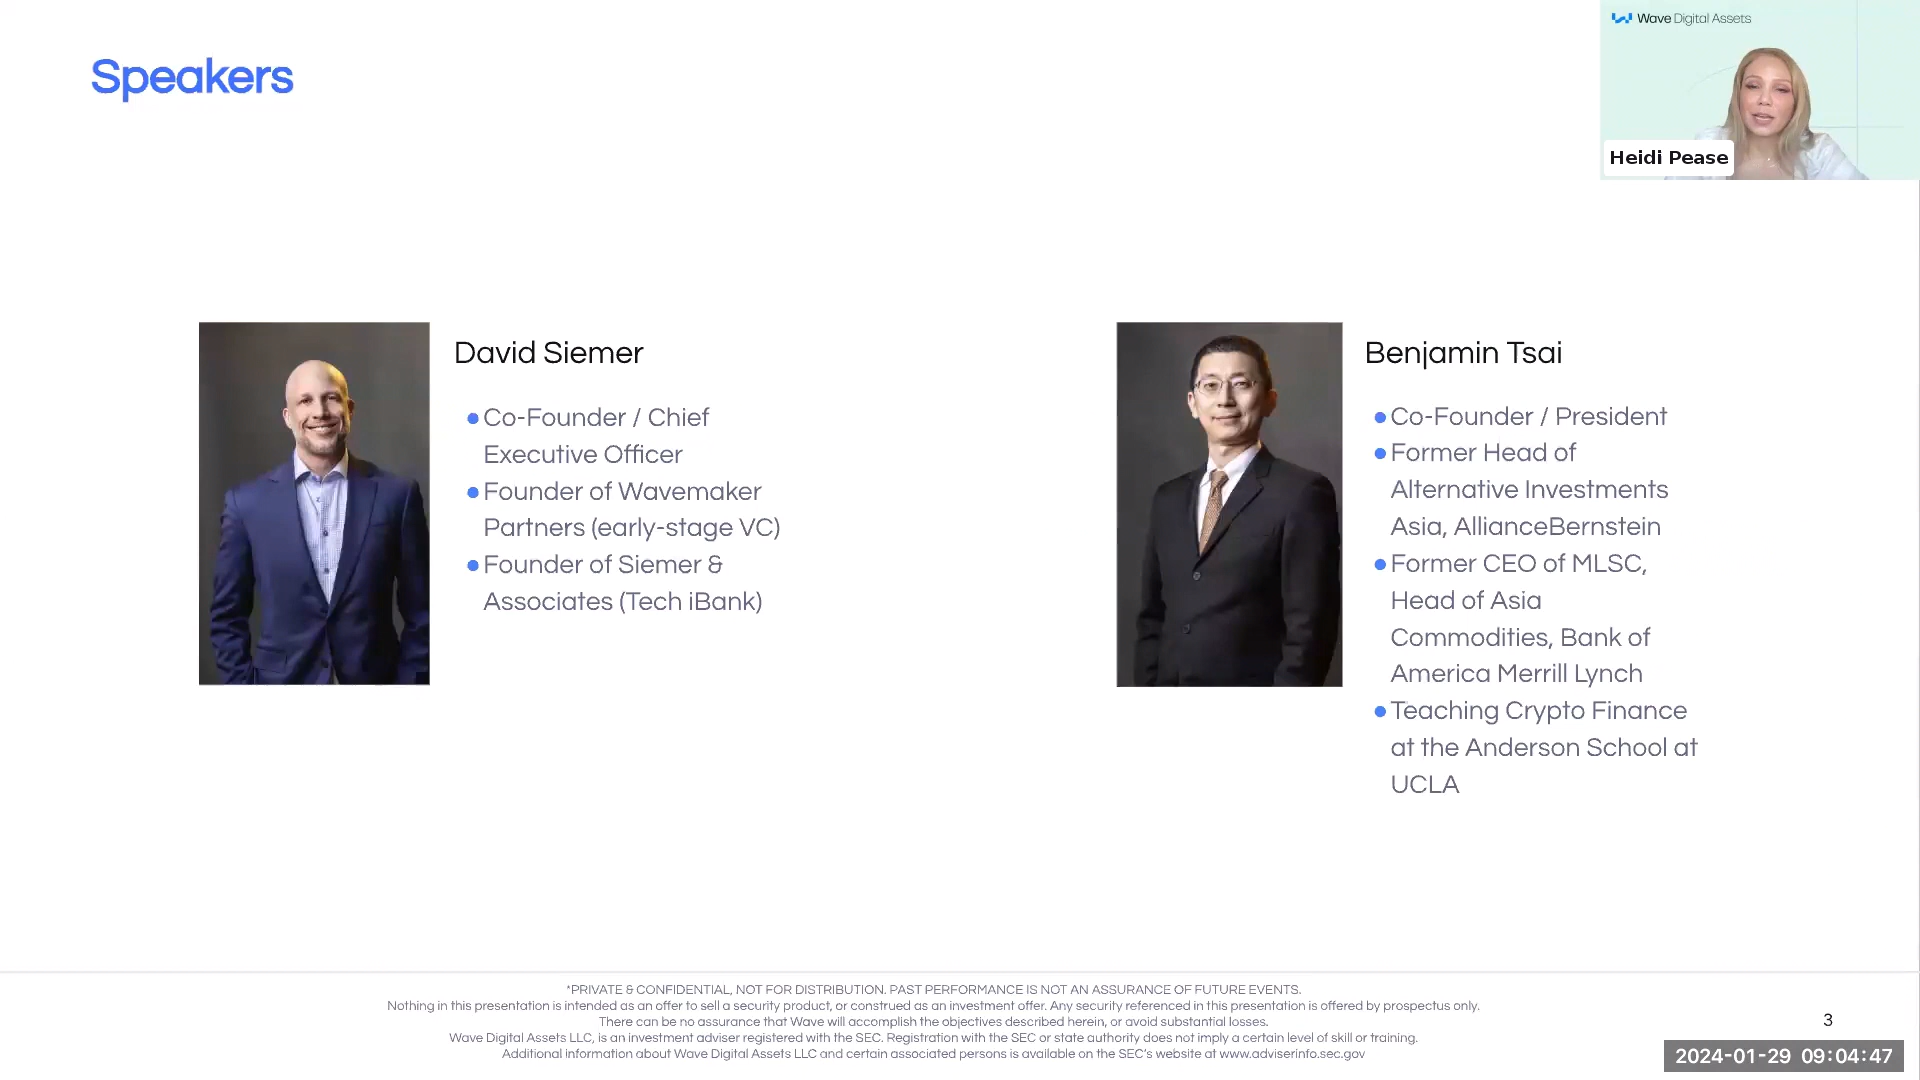 Speakers
Wave Digital Assets
Heidi Pease
David Siemer
Co-Founder / Chief
Executive Officer
Founder of Wavemaker
Partners (early-stage VC)
Founder of Siemer &
Associates (Tech iBank)
Benjamin Tsai
Co-Founder / President
Former Head of
Alternative Investments
Asia, AllianceBernstein
Former CEO of MLSC,
Head of Asia
Commodities, Bank of
America Merrill Lynch
Teaching Crypto Finance
at the Anderson School at
UCLA
*PRIVATE & CONFIDENTIAL, NOT FOR DISTRIBUTION. PAST PERFORMANCE IS NOT AN ASSURANCE OF FUTURE EVENTS.
Nothing in this presentation is intended as an offer to sell a security product, or construed as an investment offer. Any security referenced in this presentation is offered by prospectus only.
There can be no assurance that Wave will accomplish the objectives described herein, or avoid substantial losses.
Wave Digital Assets LLC, is an investment adviser registered with the SEC. Registration with the SEC or state authority does not imply a certain level of skill or training.
Additional information about Wave Digital Assets LLC and certain associated persons is available on the SEC's website at www.adviserinfo.sec.gov
3
2024-01-29 09:04:47